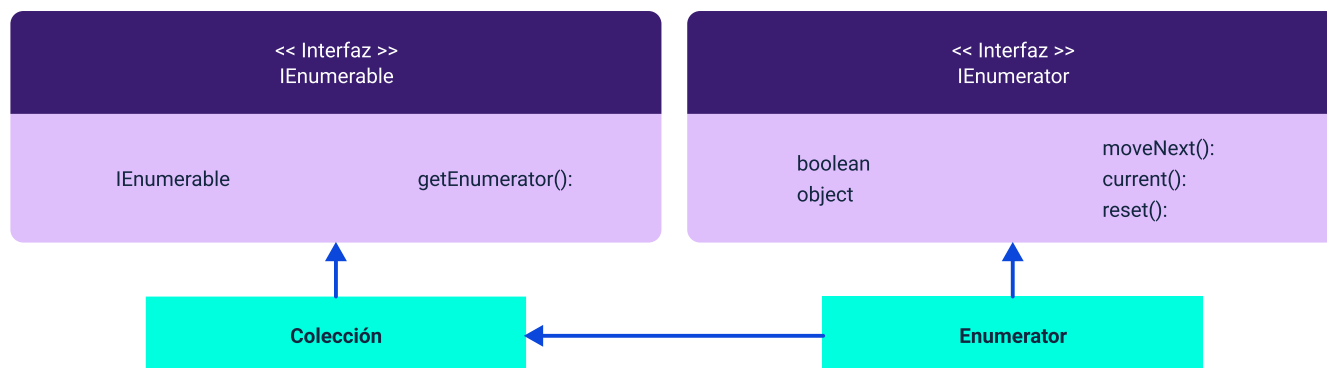 << Interfaz >>
IEnumerable
IEnumerable
getEnumerator():
<< Interfaz >>
IEnumerator
boolean
object
moveNext():
current():
reset():
Colección
Enumerator